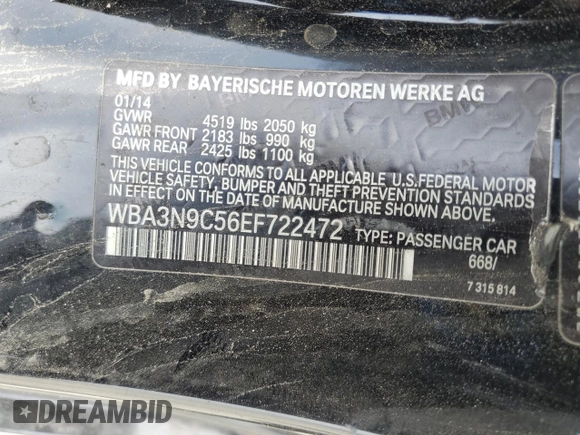 MFD BY BAYERISCHE MOTOREN WERKE AG
01/14
GVWR 4519 lbs 2050 kg
GAWR FRONT 2183 lbs 990 kg
GAWR REAR 2425 lbs 1100 kg
THIS VEHICLE CONFORMS TO ALL APPLICABLE U.S. FEDERAL MOTOR
VEHICLE SAFETY, BUMPER AND THEFT PREVENTION STANDARDS
IN EFFECT ON THE DATE OF MANUFACTURE SHOWN ABOVE.
WBA3N9C56EF722472 TYPE: PASSENGER CAR
668/
7 315 814
DREAMBID